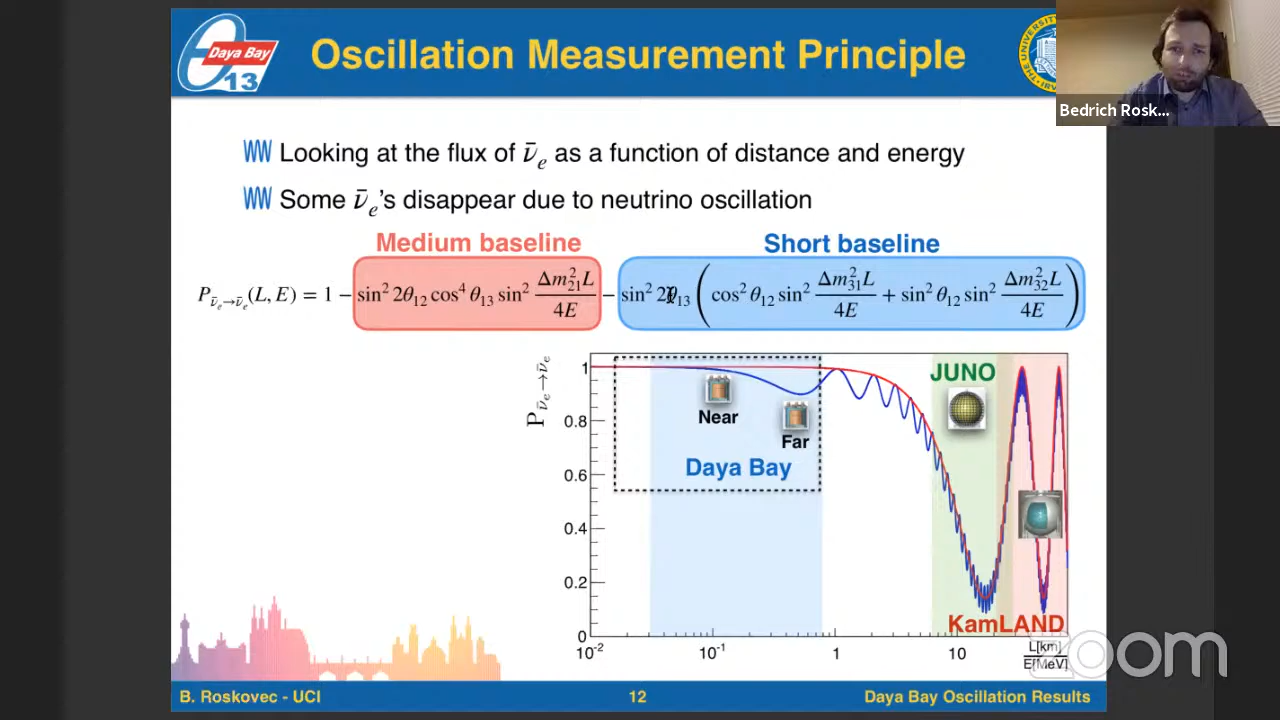 Daya Bay
13
Oscillation Measurement Principle
THE UNIVERSITY
Bedrich Rosk...
Looking at the flux of ν̄e as a function of distance and energy
Some ν̄e's disappear due to neutrino oscillation
Medium baseline
Short baseline
Pν̄e→ν̄e(L, E) = 1 − sin² 2θ12 cos⁴ θ13 sin² Δm²21L/4E − sin² 2θ13 (cos² θ12 sin² Δm²31L/4E + sin² θ12 sin² Δm²32L/4E)
Pν̄e→ν̄e
1
0.8
0.6
0.4
0.2
0
Near
Far
Daya Bay
JUNO
KamLAND
10⁻²
10⁻¹
1
10
L[km]
E[MeV]
zoom
B. Roskovec - UCI
12
Daya Bay Oscillation Results